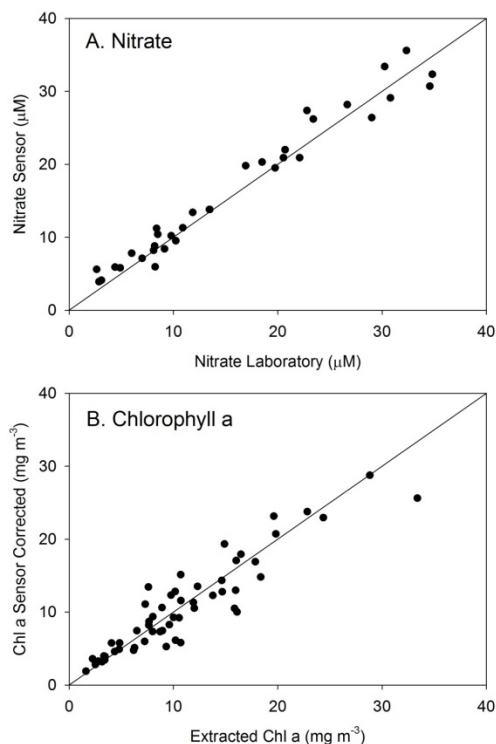 40
A. Nitrate
30
Nitrate Sensor (μM)
20
10
0
0 10 20 30 40
Nitrate Laboratory (μM)
40
B. Chlorophyll a
30
Chl a Sensor Corrected (mg m⁻³)
20
10
0
0 10 20 30 40
Extracted Chl a (mg m⁻³)